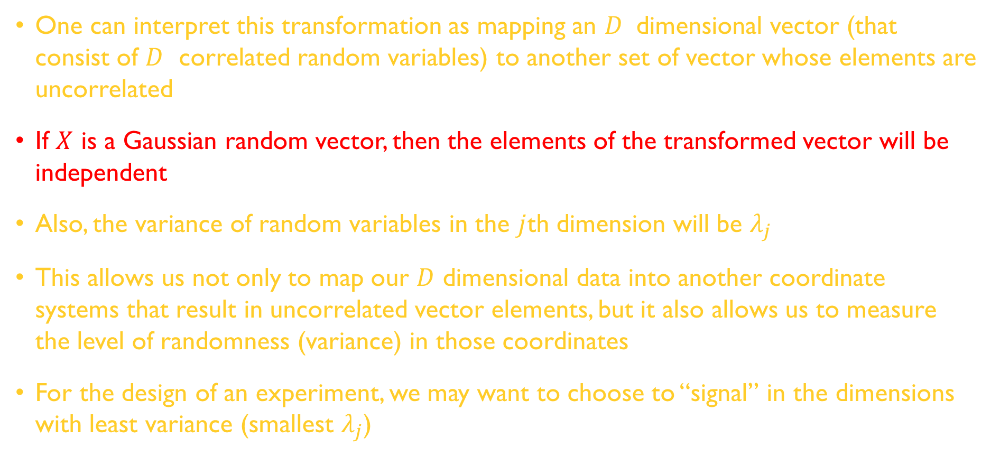 • One can interpret this transformation as mapping an D dimensional vector (that
consist of D correlated random variables) to another set of vector whose elements are
uncorrelated
• If X is a Gaussian random vector, then the elements of the transformed vector will be
independent
• Also, the variance of random variables in the jth dimension will be λ_j
• This allows us not only to map our D dimensional data into another coordinate
systems that result in uncorrelated vector elements, but it also allows us to measure
the level of randomness (variance) in those coordinates
• For the design of an experiment, we may want to choose to “signal” in the dimensions
with least variance (smallest λ_j)